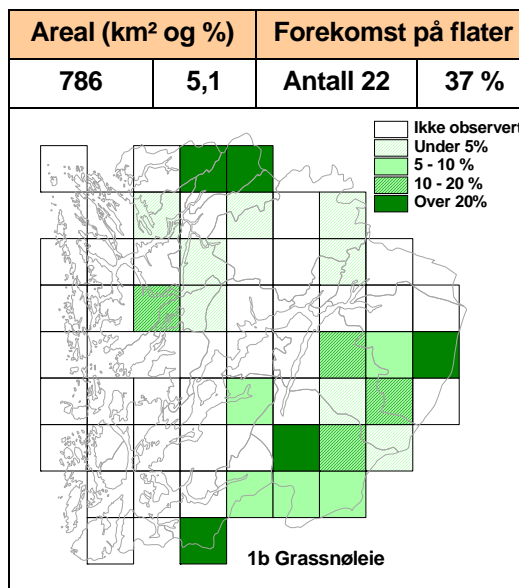 Areal (km² og %) Forekomst på flater
786 5,1 Antall 22 37 %
Ikke observert
Under 5%
5 - 10 %
10 - 20 %
Over 20%
1b Grassnøleie